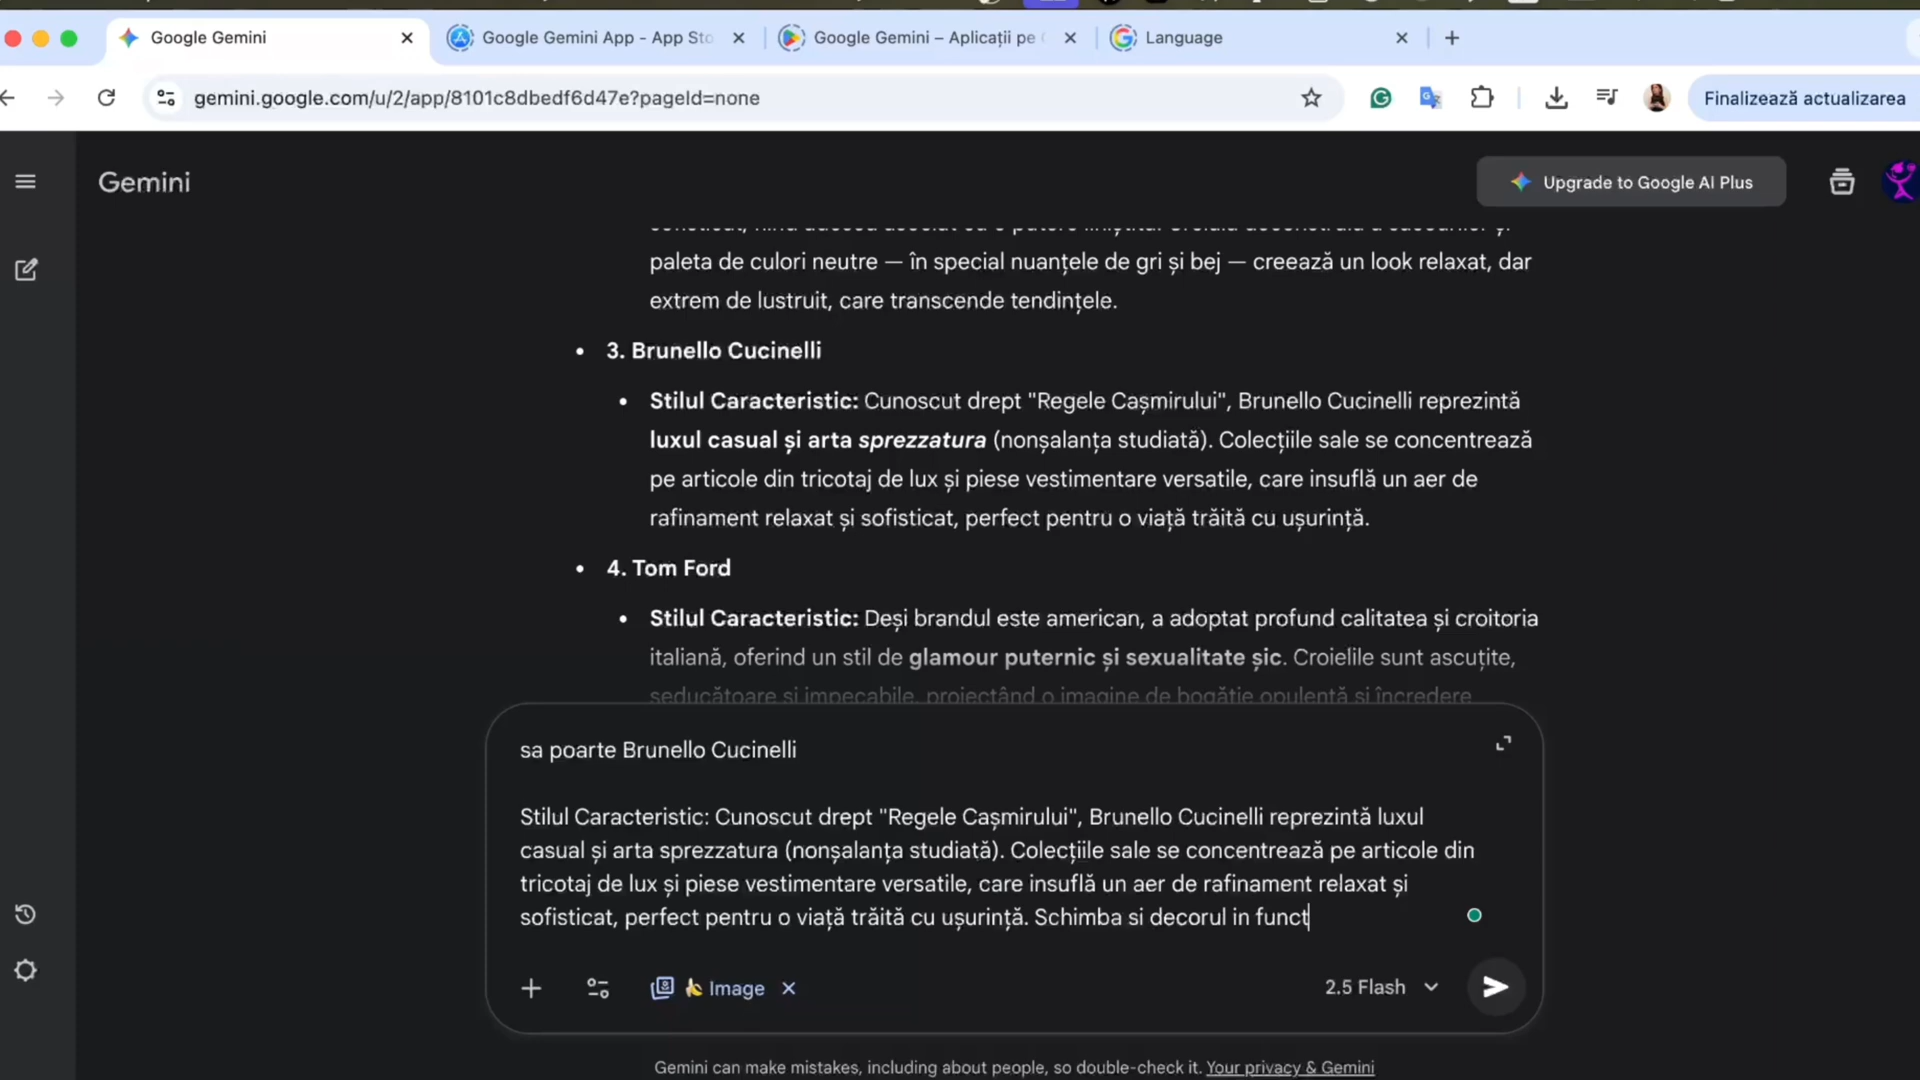 Google Gemini
Google Gemini App - App Sto
Google Gemini – Aplicații pe
Language
gemini.google.com/u/2/app/8101c8dbedf6d47e?pageId=none
Finalizează actualizarea
Gemini
Upgrade to Google AI Plus
paleta de culori neutre — în special nuanțele de gri și bej — creează un look relaxat, dar
extrem de lustruit, care transcende tendințele.
• 3. Brunello Cucinelli
• Stilul Caracteristic: Cunoscut drept "Regele Cașmirului", Brunello Cucinelli reprezintă
luxul casual și arta sprezzatura (nonșalanța studiată). Colecțiile sale se concentrează
pe articole din tricotaj de lux și piese vestimentare versatile, care insuflă un aer de
rafinament relaxat și sofisticat, perfect pentru o viață trăită cu ușurință.
• 4. Tom Ford
• Stilul Caracteristic: Deși brandul este american, a adoptat profund calitatea și croitoria
italiană, oferind un stil de glamour puternic și sexualitate șic. Croielile sunt ascuțite,
seducătoare și impecabile, proiectând o imagine de bogăție opulentă și încredere
sa poarte Brunello Cucinelli
Stilul Caracteristic: Cunoscut drept "Regele Cașmirului", Brunello Cucinelli reprezintă luxul
casual și arta sprezzatura (nonșalanța studiată). Colecțiile sale se concentrează pe articole din
tricotaj de lux și piese vestimentare versatile, care insuflă un aer de rafinament relaxat și
sofisticat, perfect pentru o viață trăită cu ușurință. Schimba si decorul in funct
Image
2.5 Flash
Gemini can make mistakes, including about people, so double-check it. Your privacy & Gemini